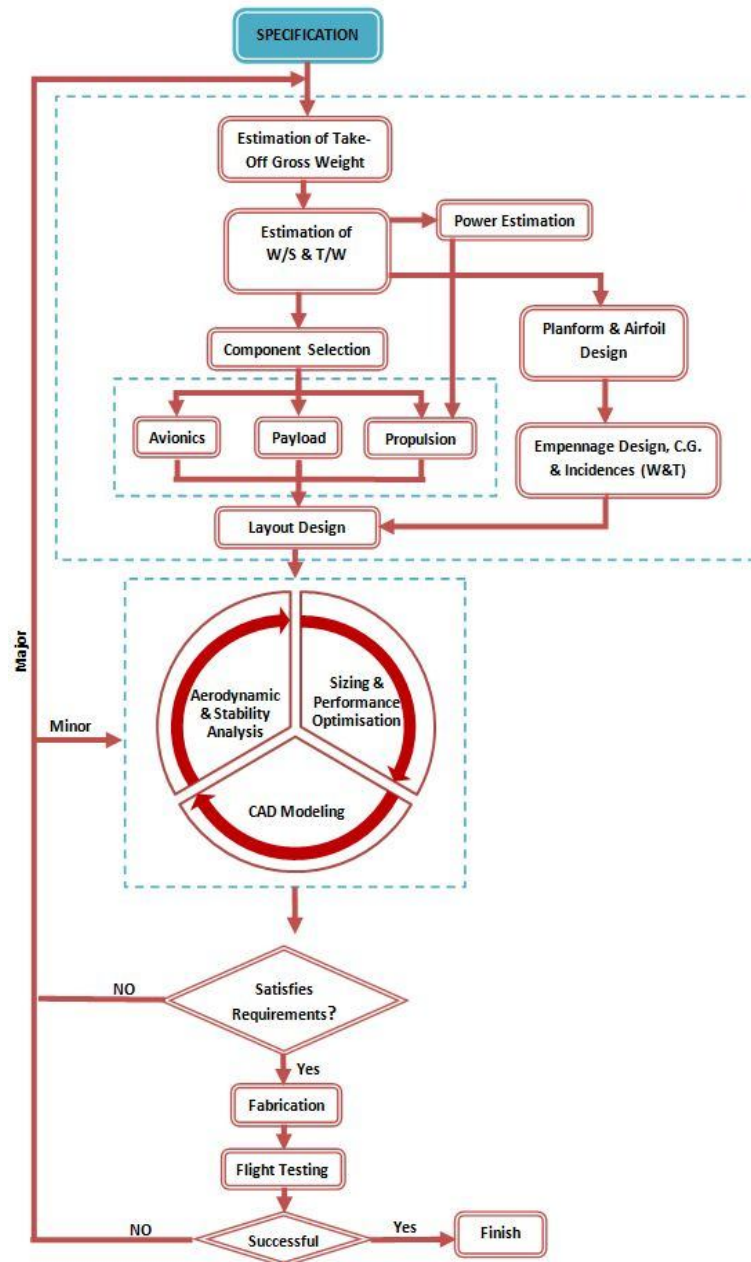 SPECIFICATION
Estimation of Take-
Off Gross Weight
Estimation of
W/S & T/W
Power Estimation
Component Selection
Planform & Airfoil
Design
Avionics
Payload
Propulsion
Empennage Design, C.G.
& Incidences (W&T)
Layout Design
Major
Minor
Aerodynamic
& Stability
Analysis
Sizing &
Performance
Optimisation
CAD Modeling
NO
Satisfies
Requirements?
Yes
Fabrication
Flight Testing
NO
Successful
Yes
Finish